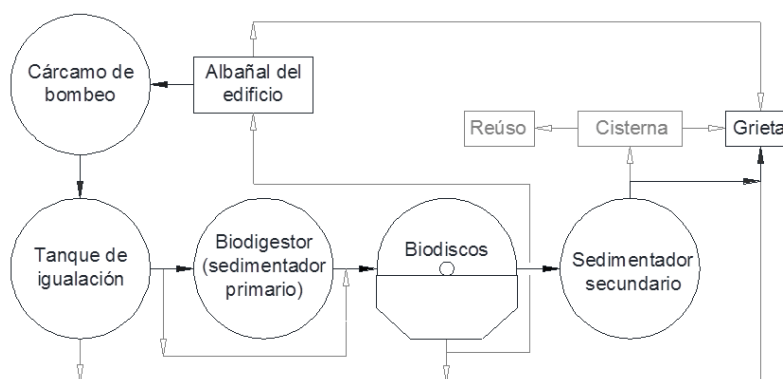 Cárcamo de
bombeo
Albañal del
edificio
Reúso
Cisterna
Grieta
Tanque de
igualación
Biodigestor
(sedimentador
primario)
Biodiscos
Sedimentador
secundario